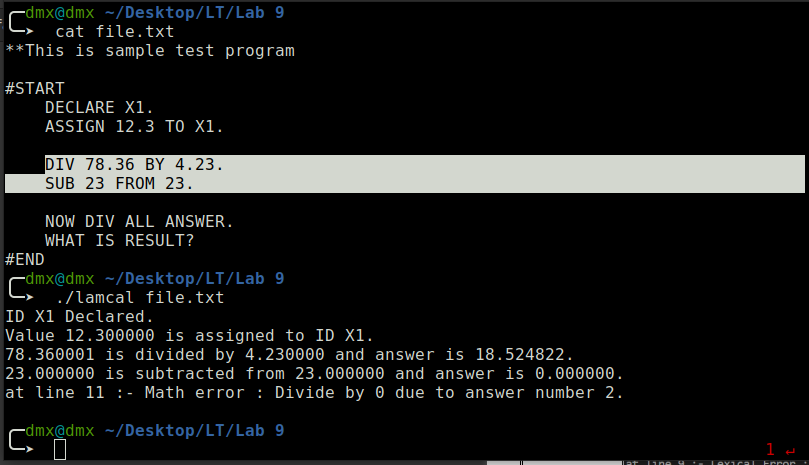 dmx@dmx ~/Desktop/LT/Lab 9
➤ cat file.txt
**This is sample test program
#START
DECLARE X1.
ASSIGN 12.3 TO X1.
DIV 78.36 BY 4.23.
SUB 23 FROM 23.
NOW DIV ALL ANSWER.
WHAT IS RESULT?
#END
dmx@dmx ~/Desktop/LT/Lab 9
➤ ./lamcal file.txt
ID X1 Declared.
Value 12.300000 is assigned to ID X1.
78.360001 is divided by 4.230000 and answer is 18.524822.
23.000000 is subtracted from 23.000000 and answer is 0.000000.
at line 11 :- Math error : Divide by 0 due to answer number 2.
dmx@dmx ~/Desktop/LT/Lab 9
➤ 1 ↵
at line 9 :- Lexical Error :